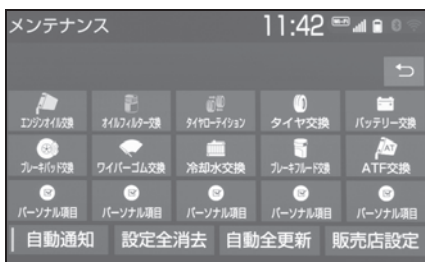 メンテナンス 11:42
エンジンオイル交換 オイルフィルター交換 タイヤローテイション タイヤ交換 バッテリー交換
ブレーキパッド交換 ワイパーゴム交換 冷却水交換 ブレーキフルード交換 ATF交換
パーソナル項目 パーソナル項目 パーソナル項目 パーソナル項目 パーソナル項目
自動通知 設定全消去 自動全更新 販売店設定